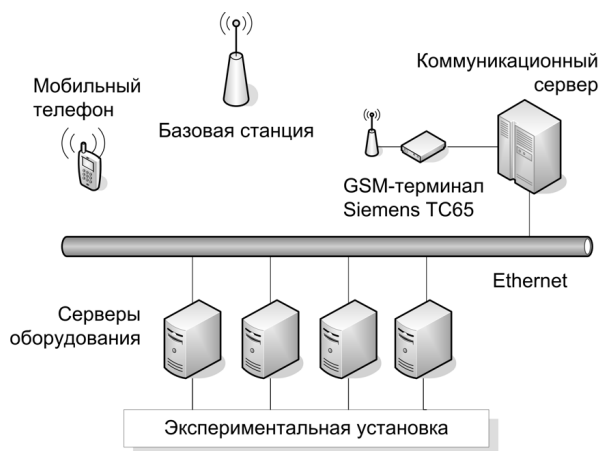 Мобильный
телефон
Базовая станция
Коммуникационный
сервер
GSM-терминал
Siemens TC65
Ethernet
Серверы
оборудования
Экспериментальная установка